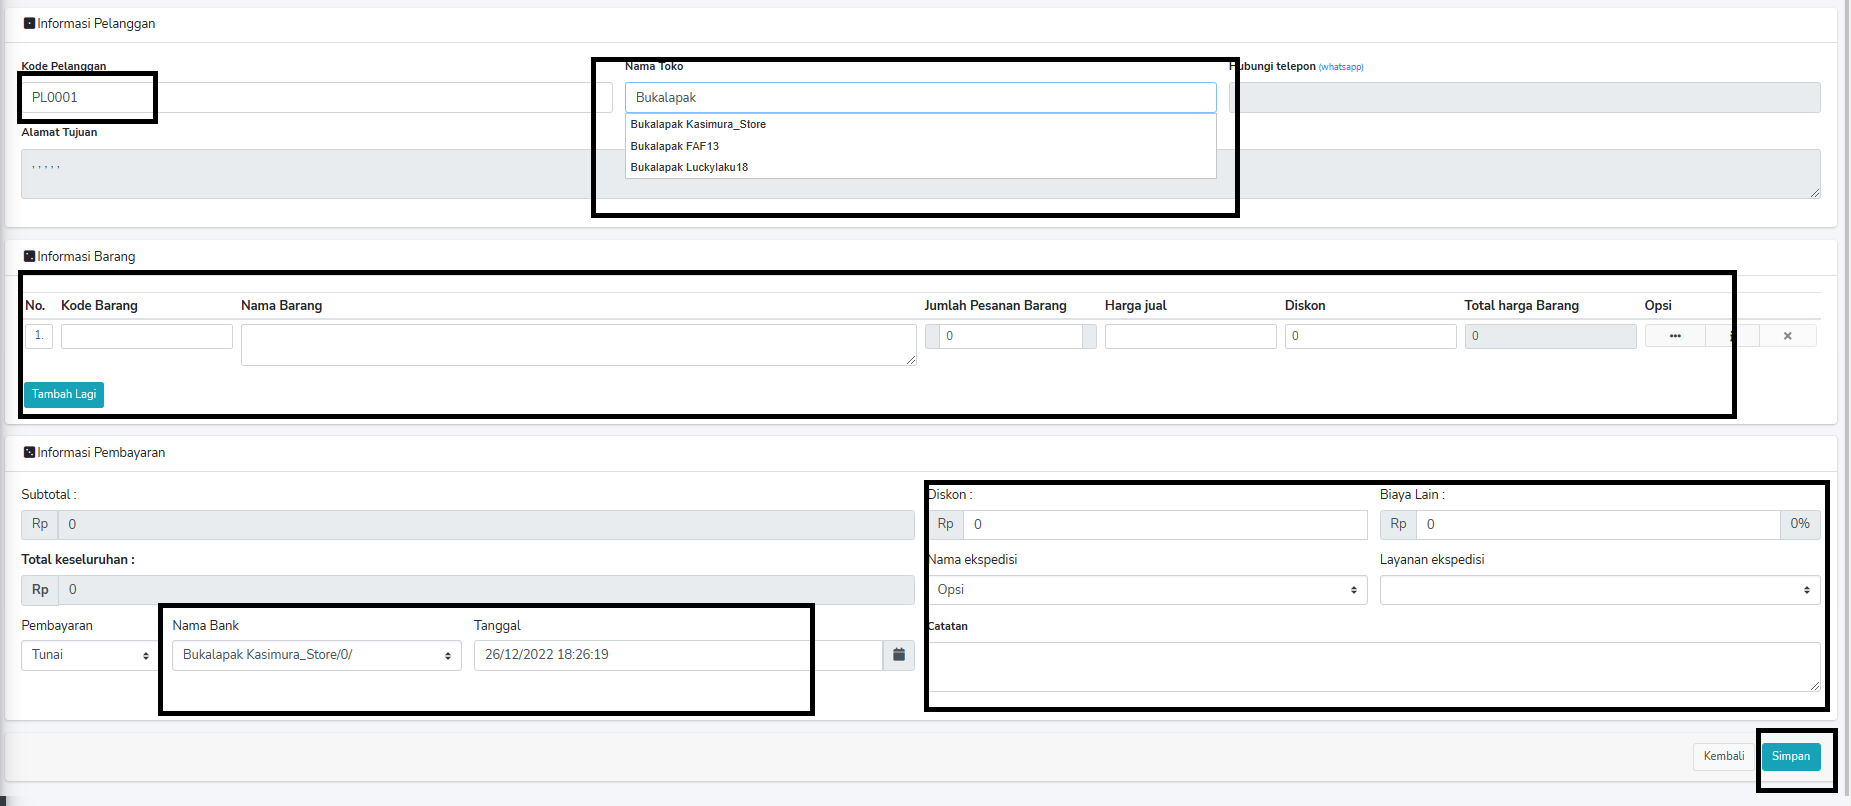 Informasi Pelanggan
Kode Pelanggan
Nama Toko
Hubungi telepon (whatsapp)
PL0001
Bukalapak
Bukalapak Kasimura_Store
Bukalapak FAF13
Bukalapak Luckylaku18
Alamat Tujuan
, , , , ,
Informasi Barang
No. Kode Barang Nama Barang Jumlah Pesanan Barang Harga jual Diskon Total harga Barang Opsi
1. 0 0 0 ••• ×
Tambah Lagi
Informasi Pembayaran
Subtotal :
Rp 0
Total keseluruhan :
Rp 0
Pembayaran Nama Bank Tanggal
Tunai Bukalapak Kasimura_Store/0/ 26/12/2022 18:26:19
Diskon : Biaya Lain :
Rp 0 Rp 0 0%
Nama ekspedisi Layanan ekspedisi
Opsi
Catatan
Kembali Simpan